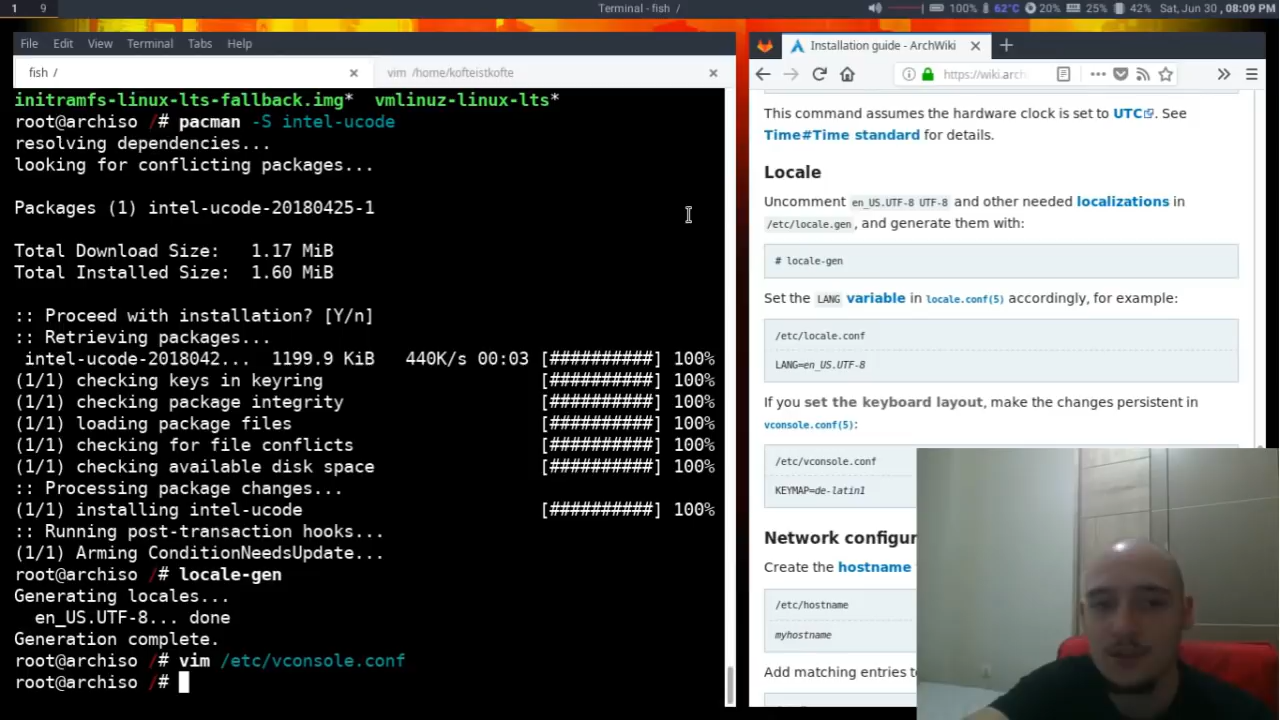 1 9
Terminal - fish /
100% 62°C 20% 25% 42% Sat, Jun 30 , 08:09 PM
File Edit View Terminal Tabs Help
fish /
vim /home/kofteistkofte
initramfs-linux-lts-fallback.img* vmlinuz-linux-lts*
root@archiso /# pacman -S intel-ucode
resolving dependencies...
looking for conflicting packages...
Packages (1) intel-ucode-20180425-1
Total Download Size: 1.17 MiB
Total Installed Size: 1.60 MiB
:: Proceed with installation? [Y/n]
:: Retrieving packages...
intel-ucode-2018042... 1199.9 KiB 440K/s 00:03 [##########] 100%
(1/1) checking keys in keyring [##########] 100%
(1/1) checking package integrity [##########] 100%
(1/1) loading package files [##########] 100%
(1/1) checking for file conflicts [##########] 100%
(1/1) checking available disk space [##########] 100%
:: Processing package changes...
(1/1) installing intel-ucode [##########] 100%
:: Running post-transaction hooks...
(1/1) Arming ConditionNeedsUpdate...
root@archiso /# locale-gen
Generating locales...
en_US.UTF-8... done
Generation complete.
root@archiso /# vim /etc/vconsole.conf
root@archiso /#
Installation guide - ArchWiki
https://wiki.arch
This command assumes the hardware clock is set to UTC. See
Time#Time standard for details.
Locale
Uncomment en_US.UTF-8 UTF-8 and other needed localizations in
/etc/locale.gen, and generate them with:
# locale-gen
Set the LANG variable in locale.conf(5) accordingly, for example:
/etc/locale.conf
LANG=en_US.UTF-8
If you set the keyboard layout, make the changes persistent in
vconsole.conf(5):
/etc/vconsole.conf
KEYMAP=de-latin1
Network configur
Create the hostname
/etc/hostname
myhostname
Add matching entries to